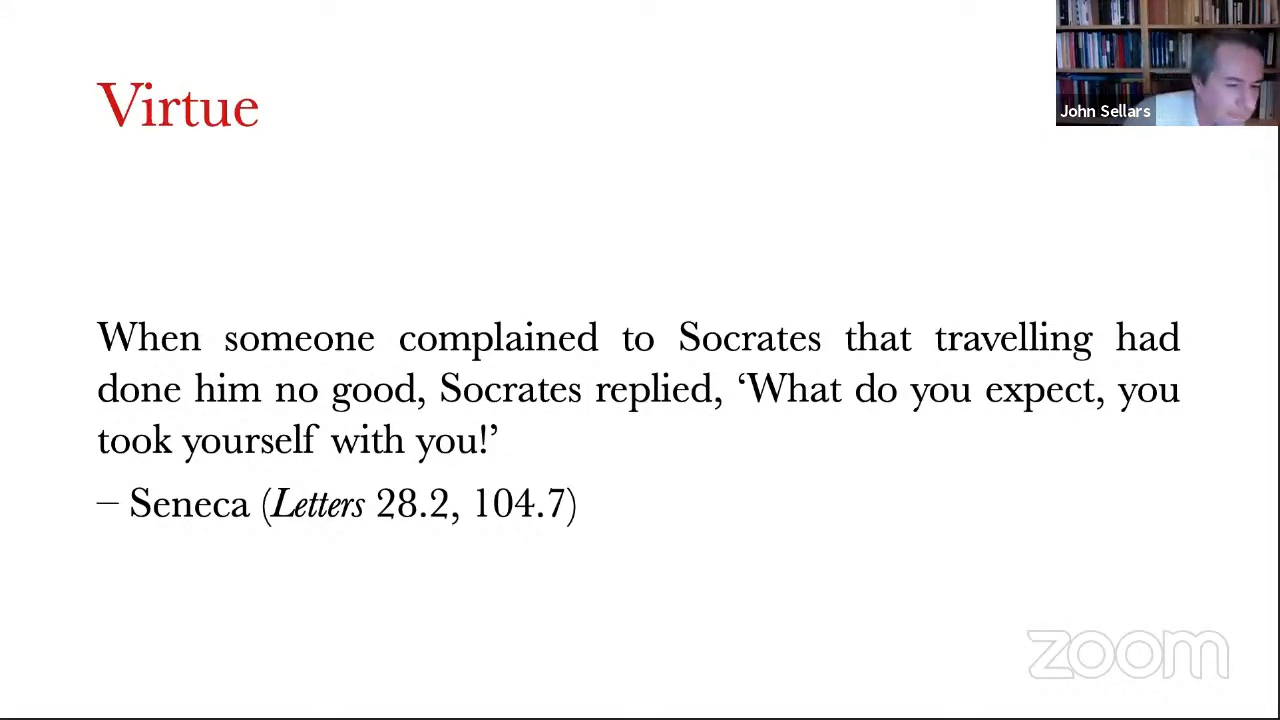 Virtue
John Sellars
When someone complained to Socrates that travelling had
done him no good, Socrates replied, ‘What do you expect, you
took yourself with you!’
– Seneca (Letters 28.2, 104.7)
zoom